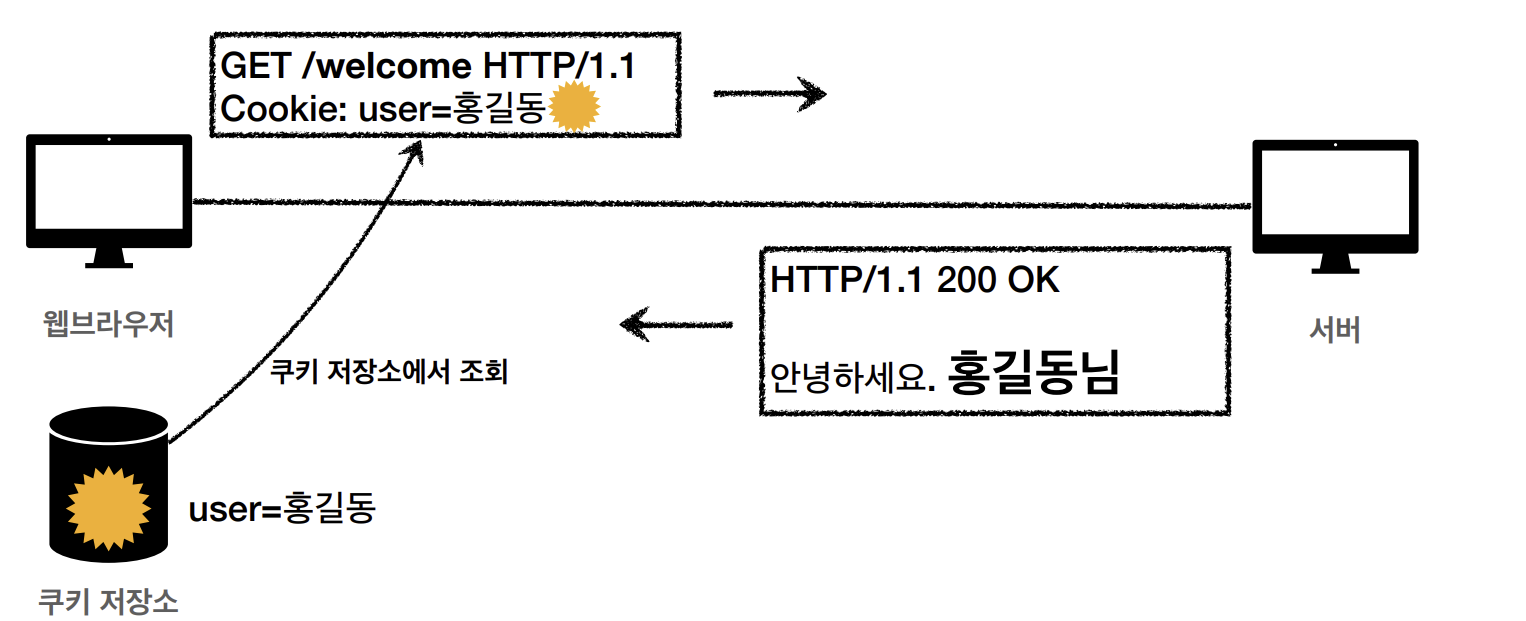 GET /welcome HTTP/1.1
Cookie: user=홍길동
웹브라우저
HTTP/1.1 200 OK
안녕하세요. 홍길동님
서버
쿠키 저장소에서 조회
user=홍길동
쿠키 저장소